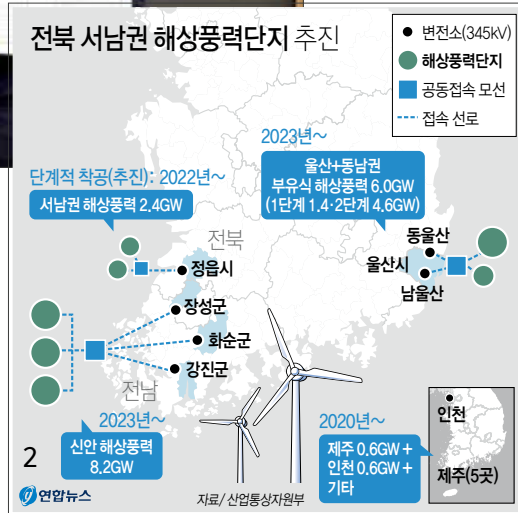 전북 서남권 해상풍력단지 추진
변전소(345kV)
해상풍력단지
공동접속 모선
접속 선로
2023년~
울산+동남권
부유식 해상풍력 6.0GW
(1단계 1.4·2단계 4.6GW)
단계적 착공(추진): 2022년~
서남권 해상풍력 2.4GW
전북
정읍시
장성군
화순군
강진군
전남
동울산
울산시
남울산
2023년~
신안 해상풍력
8.2GW
2020년~
제주 0.6GW +
인천 0.6GW +
기타
인천
제주(5곳)
2
연합뉴스
자료/ 산업통상자원부